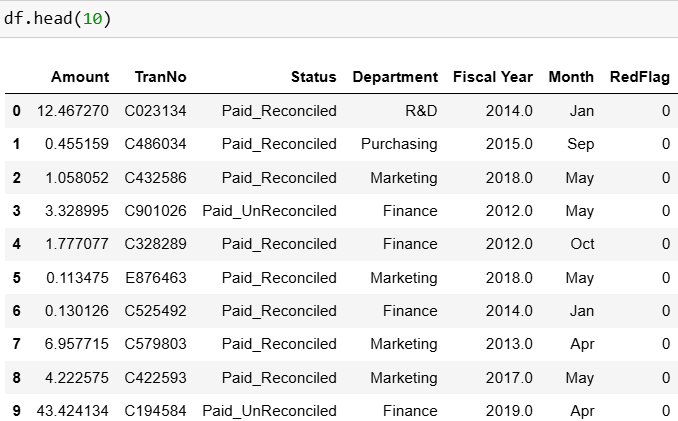 df.head(10)
Amount TranNo Status Department Fiscal Year Month RedFlag
0 12.467270 C023134 Paid_Reconciled R&D 2014.0 Jan 0
1 0.455159 C486034 Paid_Reconciled Purchasing 2015.0 Sep 0
2 1.058052 C432586 Paid_Reconciled Marketing 2018.0 May 0
3 3.328995 C901026 Paid_UnReconciled Finance 2012.0 May 0
4 1.777077 C328289 Paid_Reconciled Finance 2012.0 Oct 0
5 0.113475 E876463 Paid_Reconciled Marketing 2018.0 May 0
6 0.130126 C525492 Paid_Reconciled Finance 2014.0 Jan 0
7 6.957715 C579803 Paid_Reconciled Marketing 2013.0 Apr 0
8 4.222575 C422593 Paid_Reconciled Marketing 2017.0 May 0
9 43.424134 C194584 Paid_UnReconciled Finance 2019.0 Apr 0